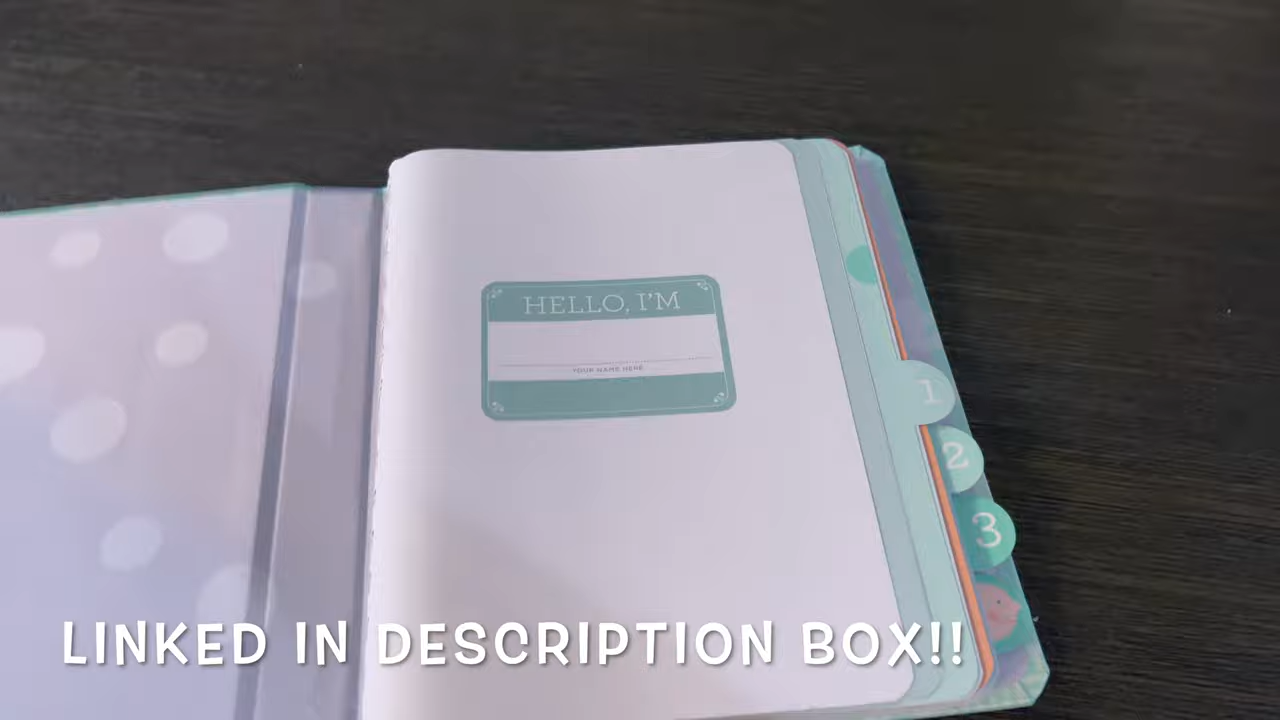 HELLO, I'M
YOUR NAME HERE
1
2
3
LINKED IN DESCRIPTION BOX!!